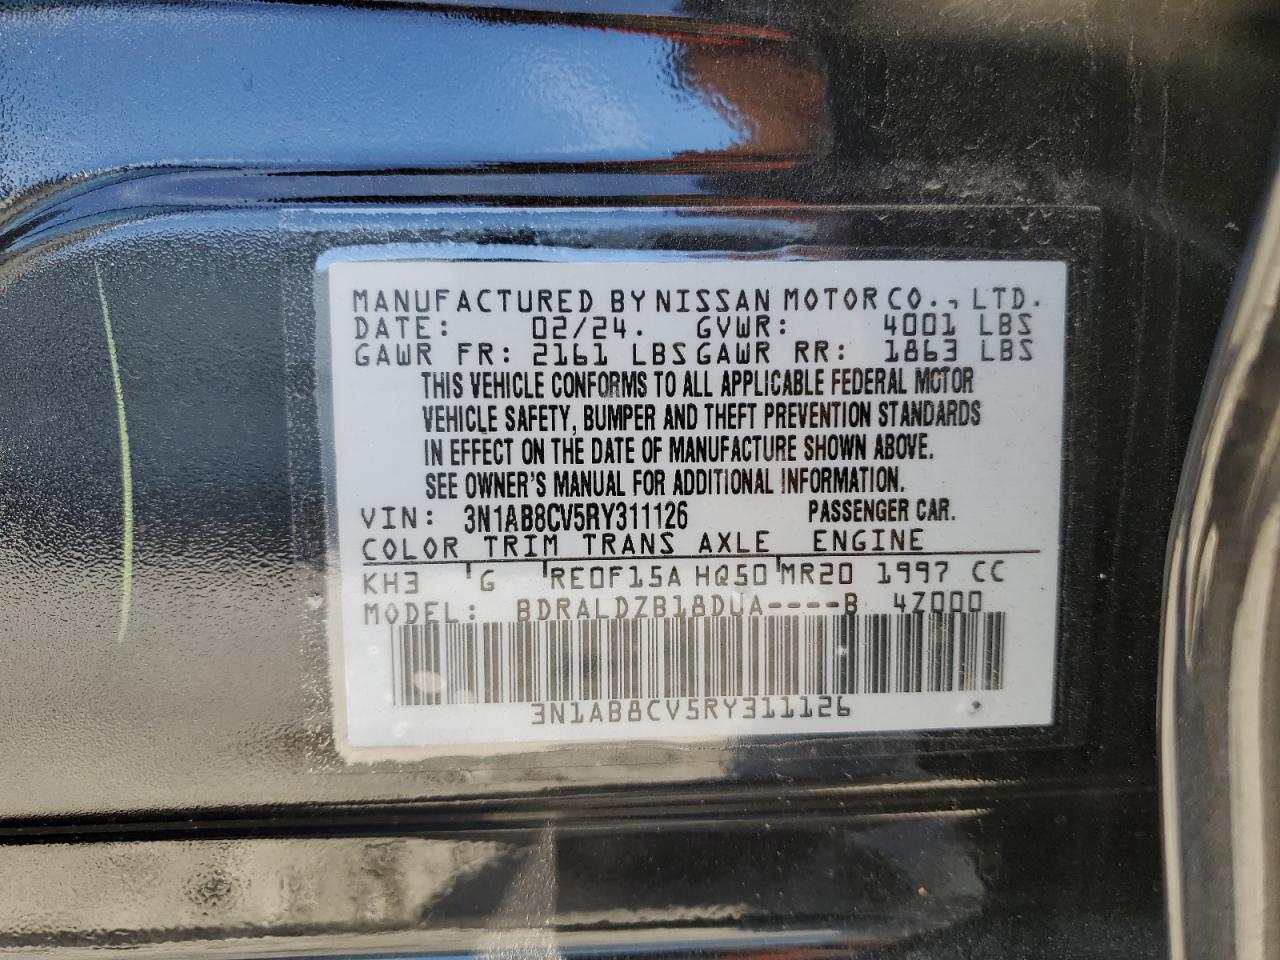 MANUFACTURED BY NISSAN MOTOR CO., LTD.
DATE: 02/24. GVWR: 4001 LBS
GAWR FR: 2161 LBS GAWR RR: 1863 LBS
THIS VEHICLE CONFORMS TO ALL APPLICABLE FEDERAL MOTOR
VEHICLE SAFETY, BUMPER AND THEFT PREVENTION STANDARDS
IN EFFECT ON THE DATE OF MANUFACTURE SHOWN ABOVE.
SEE OWNER'S MANUAL FOR ADDITIONAL INFORMATION.
VIN: 3N1AB8CV5RY311126 PASSENGER CAR.
COLOR TRIM TRANS AXLE ENGINE
KH3 G RE0F15A HQ50 MR20 1997 CC
MODEL: BDRALDZB18DUA----B 4Z000
3N1AB8CV5RY311126